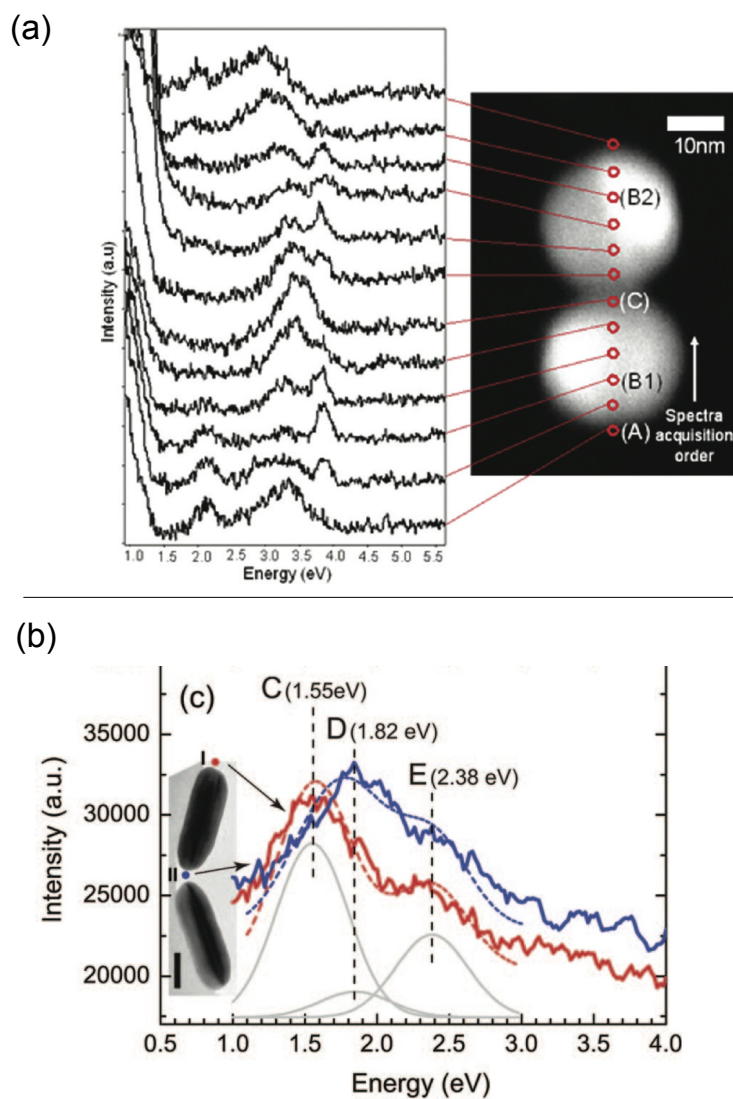 (a)
10nm
(B2)
(C)
(B1)
(A)
Spectra
acquisition
order
Intensity (a.u)
1.0 1.5 2.0 2.5 3.0 3.5 4.0 4.5 5.0 5.5
Energy (eV)
(b)
(c)
C(1.55eV)
D(1.82 eV)
E(2.38 eV)
I
II
35000
30000
25000
20000
Intensity (a.u.)
0.5 1.0 1.5 2.0 2.5 3.0 3.5 4.0
Energy (eV)